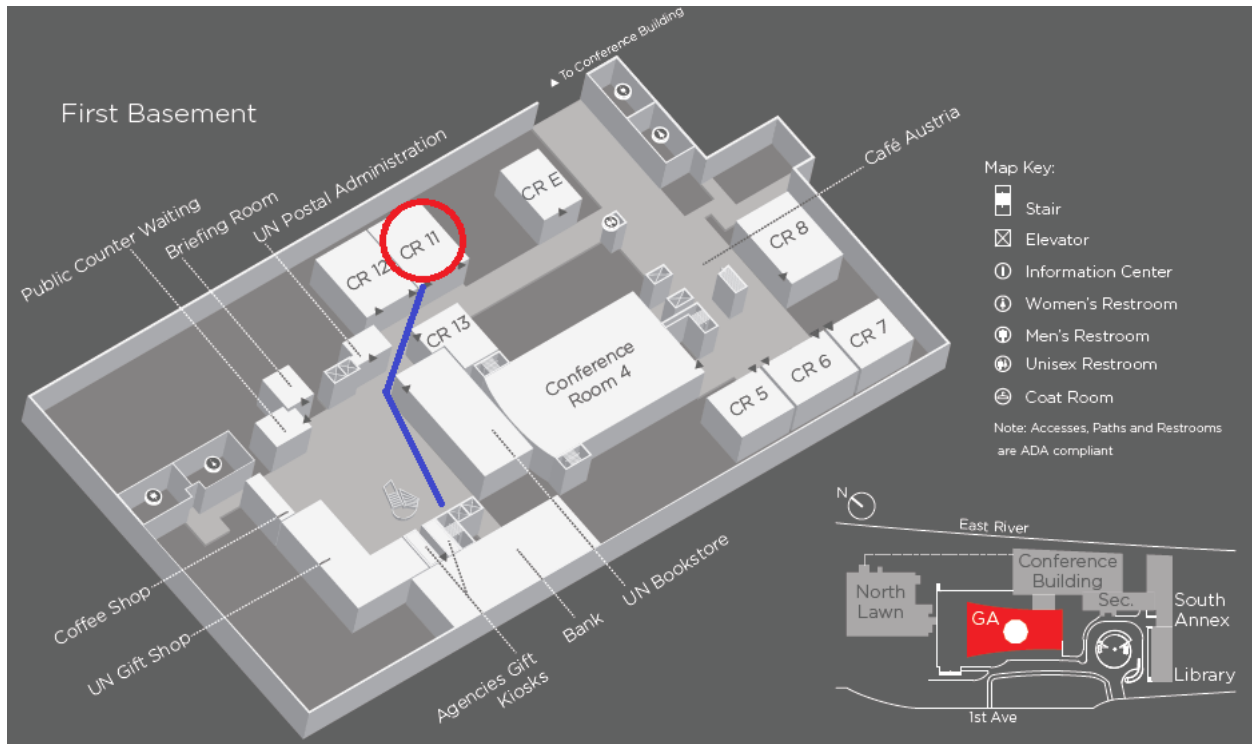 To Conference Building
First Basement
Café Austria
UN Postal Administration
Briefing Room
Public Counter Waiting
CR E
CR 11
CR 12
CR 8
CR 13
Conference
Room 4
CR 7
CR 6
CR 5
Map Key:
Stair
Elevator
Information Center
Women's Restroom
Men's Restroom
Unisex Restroom
Coat Room
Note: Accesses, Paths and Restrooms
are ADA compliant
Coffee Shop
UN Gift Shop
Agencies Gift
Kiosks
Bank
UN Bookstore
N
East River
Conference
Building
North
Lawn
Sec.
GA
South
Annex
Library
1st Ave